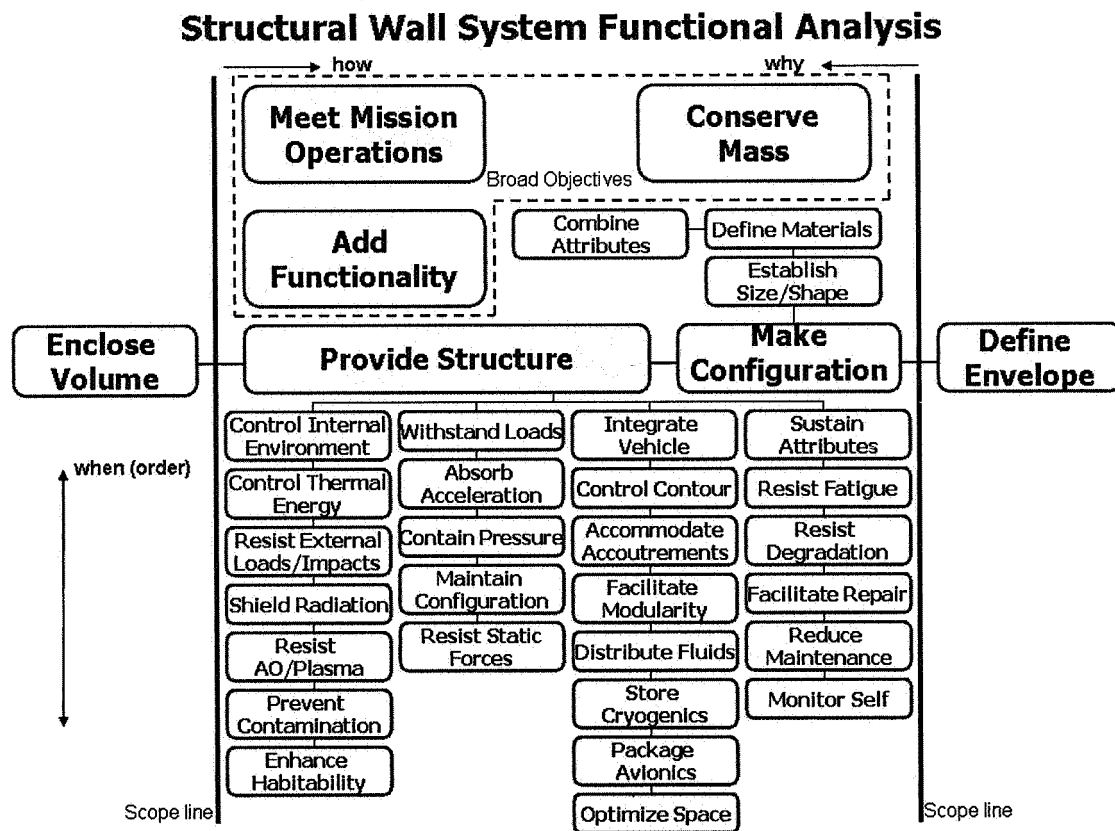 Structural Wall System Functional Analysis
how
why
Meet Mission
Operations
Conserve
Mass
Broad Objectives
Add
Functionality
Combine
Attributes
Define Materials
Establish
Size/Shape
Enclose
Volume
Provide Structure
Make
Configuration
Define
Envelope
when (order)
Control Internal
Environment
Control Thermal
Energy
Resist External
Loads/Impacts
Shield Radiation
Resist
AO/Plasma
Prevent
Contamination
Enhance
Habitability
Withstand Loads
Absorb
Acceleration
Contain Pressure
Maintain
Configuration
Resist Static
Forces
Integrate
Vehicle
Control Contour
Accommodate
Accoutrements
Facilitate
Modularity
Distribute Fluids
Store
Cryogenics
Package
Avionics
Optimize Space
Sustain
Attributes
Resist Fatigue
Resist
Degradation
Facilitate Repair
Reduce
Maintenance
Monitor Self
Scope line
Scope line